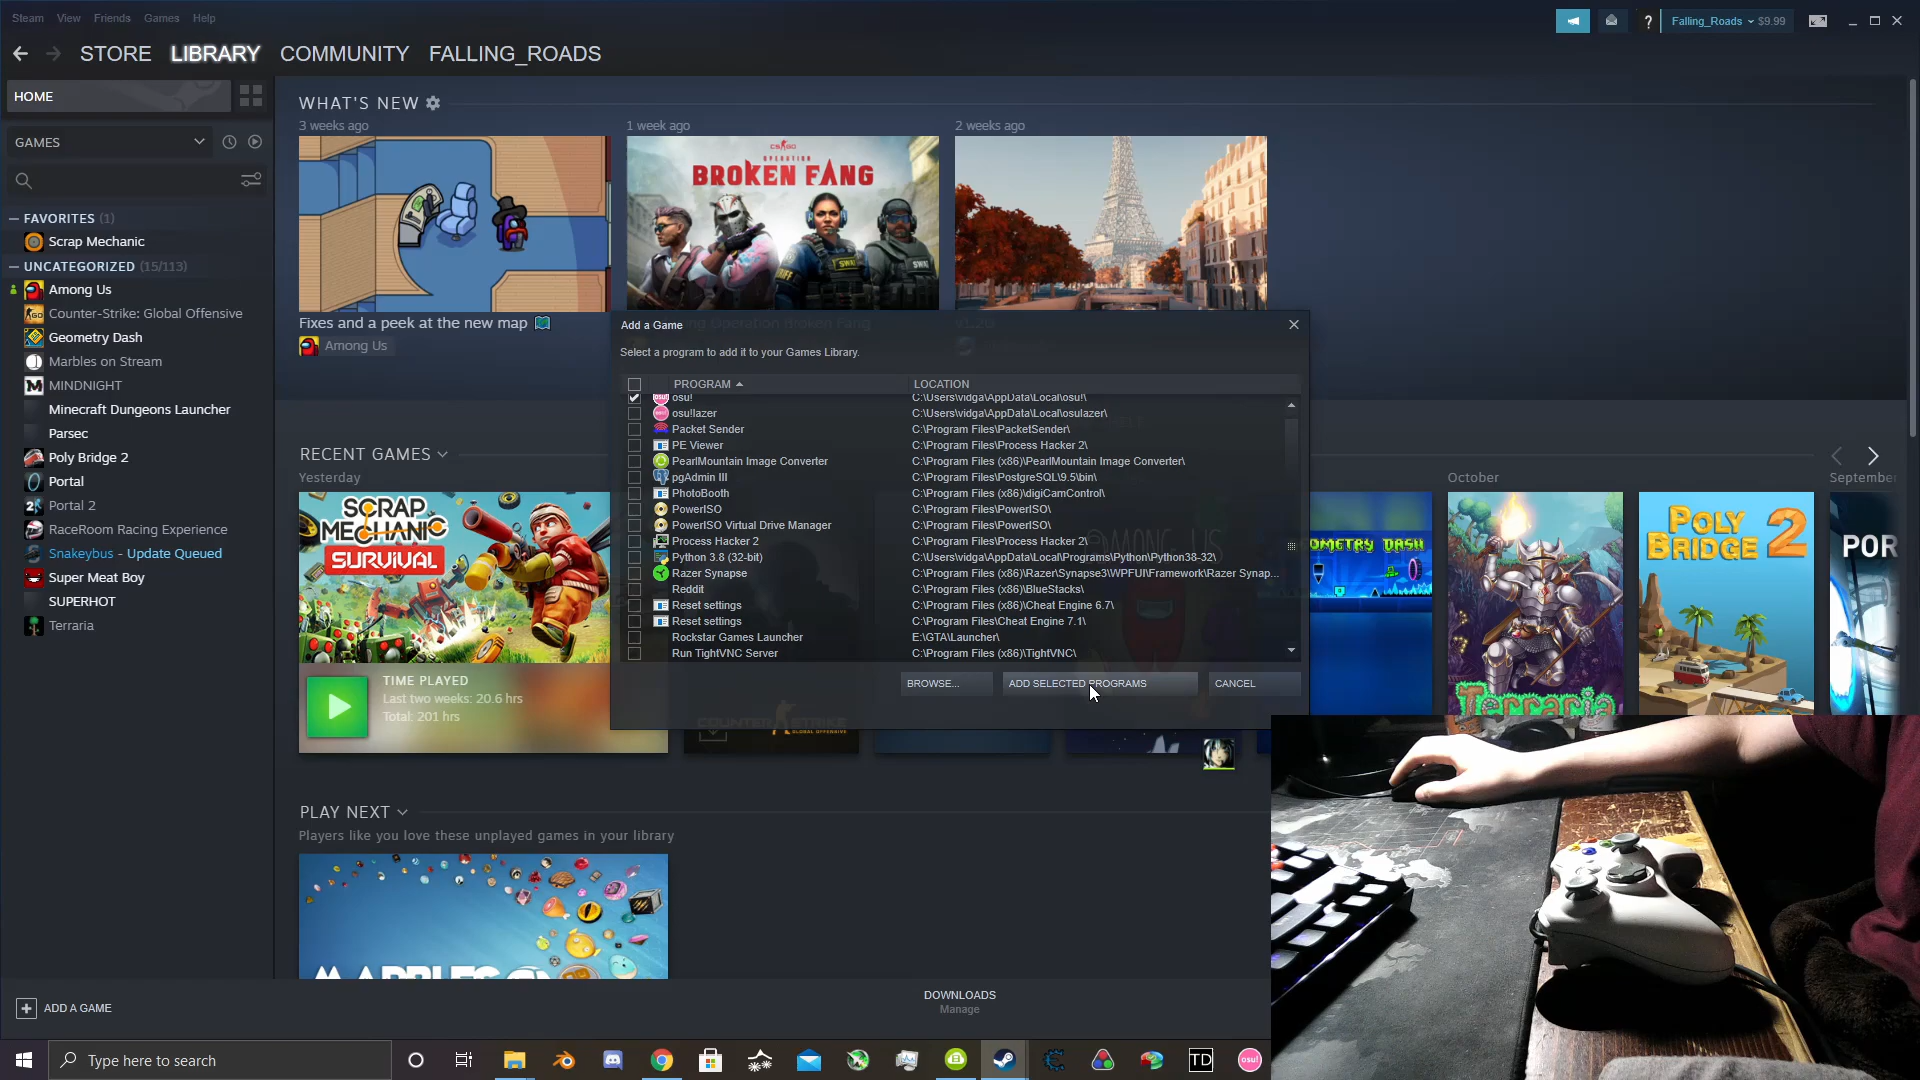 Steam View Friends Games Help
? Falling_Roads $9.99
STORE LIBRARY COMMUNITY FALLING_ROADS
HOME
GAMES
FAVORITES (1)
Scrap Mechanic
UNCATEGORIZED (15/113)
Among Us
Counter-Strike: Global Offensive
Geometry Dash
Marbles on Stream
MINDNIGHT
Minecraft Dungeons Launcher
Parsec
Poly Bridge 2
Portal
Portal 2
RaceRoom Racing Experience
Snakeybus - Update Queued
Super Meat Boy
SUPERHOT
Terraria
WHAT'S NEW
3 weeks ago
1 week ago
2 weeks ago
CS GO
OPERATION
BROKEN FANG
SWAT
Fixes and a peek at the new map
Among Us
Add a Game
Select a program to add it to your Games Library.
PROGRAM LOCATION
osu! C:\Users\vidga\AppData\Local\osu!\
osu!lazer C:\Users\vidga\AppData\Local\osulazer\
Packet Sender C:\Program Files\PacketSender\
PE Viewer C:\Program Files\Process Hacker 2\
PearlMountain Image Converter C:\Program Files (x86)\PearlMountain Image Converter\
pgAdmin III C:\Program Files\PostgreSQL\9.5\bin\
PhotoBooth C:\Program Files (x86)\digiCamControl\
PowerISO C:\Program Files\PowerISO\
PowerISO Virtual Drive Manager C:\Program Files\PowerISO\
Process Hacker 2 C:\Program Files\Process Hacker 2\
Python 3.8 (32-bit) C:\Users\vidga\AppData\Local\Programs\Python\Python38-32\
Razer Synapse C:\Program Files (x86)\Razer\Synapse3\WPFUI\Framework\Razer Synap...
Reddit C:\Program Files (x86)\BlueStacks\
Reset settings C:\Program Files (x86)\Cheat Engine 6.7\
Reset settings C:\Program Files\Cheat Engine 7.1\
Rockstar Games Launcher E:\GTA\Launcher\
Run TightVNC Server C:\Program Files (x86)\TightVNC\
BROWSE... ADD SELECTED PROGRAMS CANCEL
RECENT GAMES
Yesterday
October
September
SCRAP MECHANIC
SURVIVAL
TIME PLAYED
Last two weeks: 20.6 hrs
Total: 201 hrs
COUNTER STRIKE
GLOBAL OFFENSIVE
AMONG US
OMETRY DASH
Terraria
POLY BRIDGE 2
POR
PLAY NEXT
Players like you love these unplayed games in your library
ADD A GAME
DOWNLOADS
Manage
Type here to search
TD
osu!